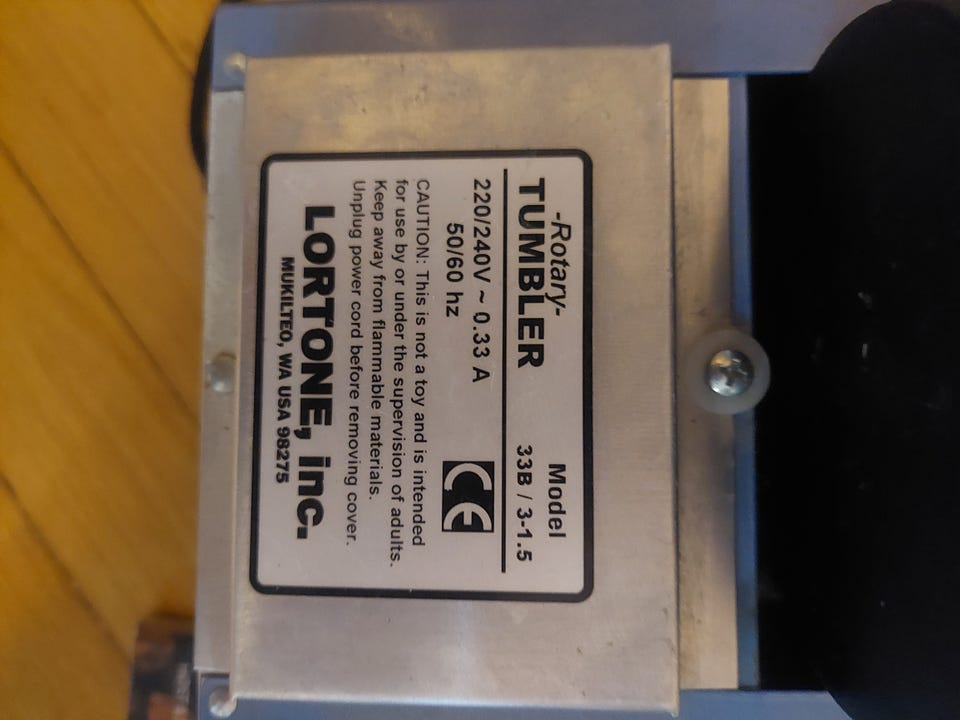 -Rotary-
TUMBLER
Model
33B / 3-1.5
220/240V ~ 0.33 A
50/60 hz
CE
CAUTION: This is not a toy and is intended
for use by or under the supervision of adults.
Keep away from flammable materials.
Unplug power cord before removing cover.
LORTONE, inc.
MUKILTEO, WA USA 98275